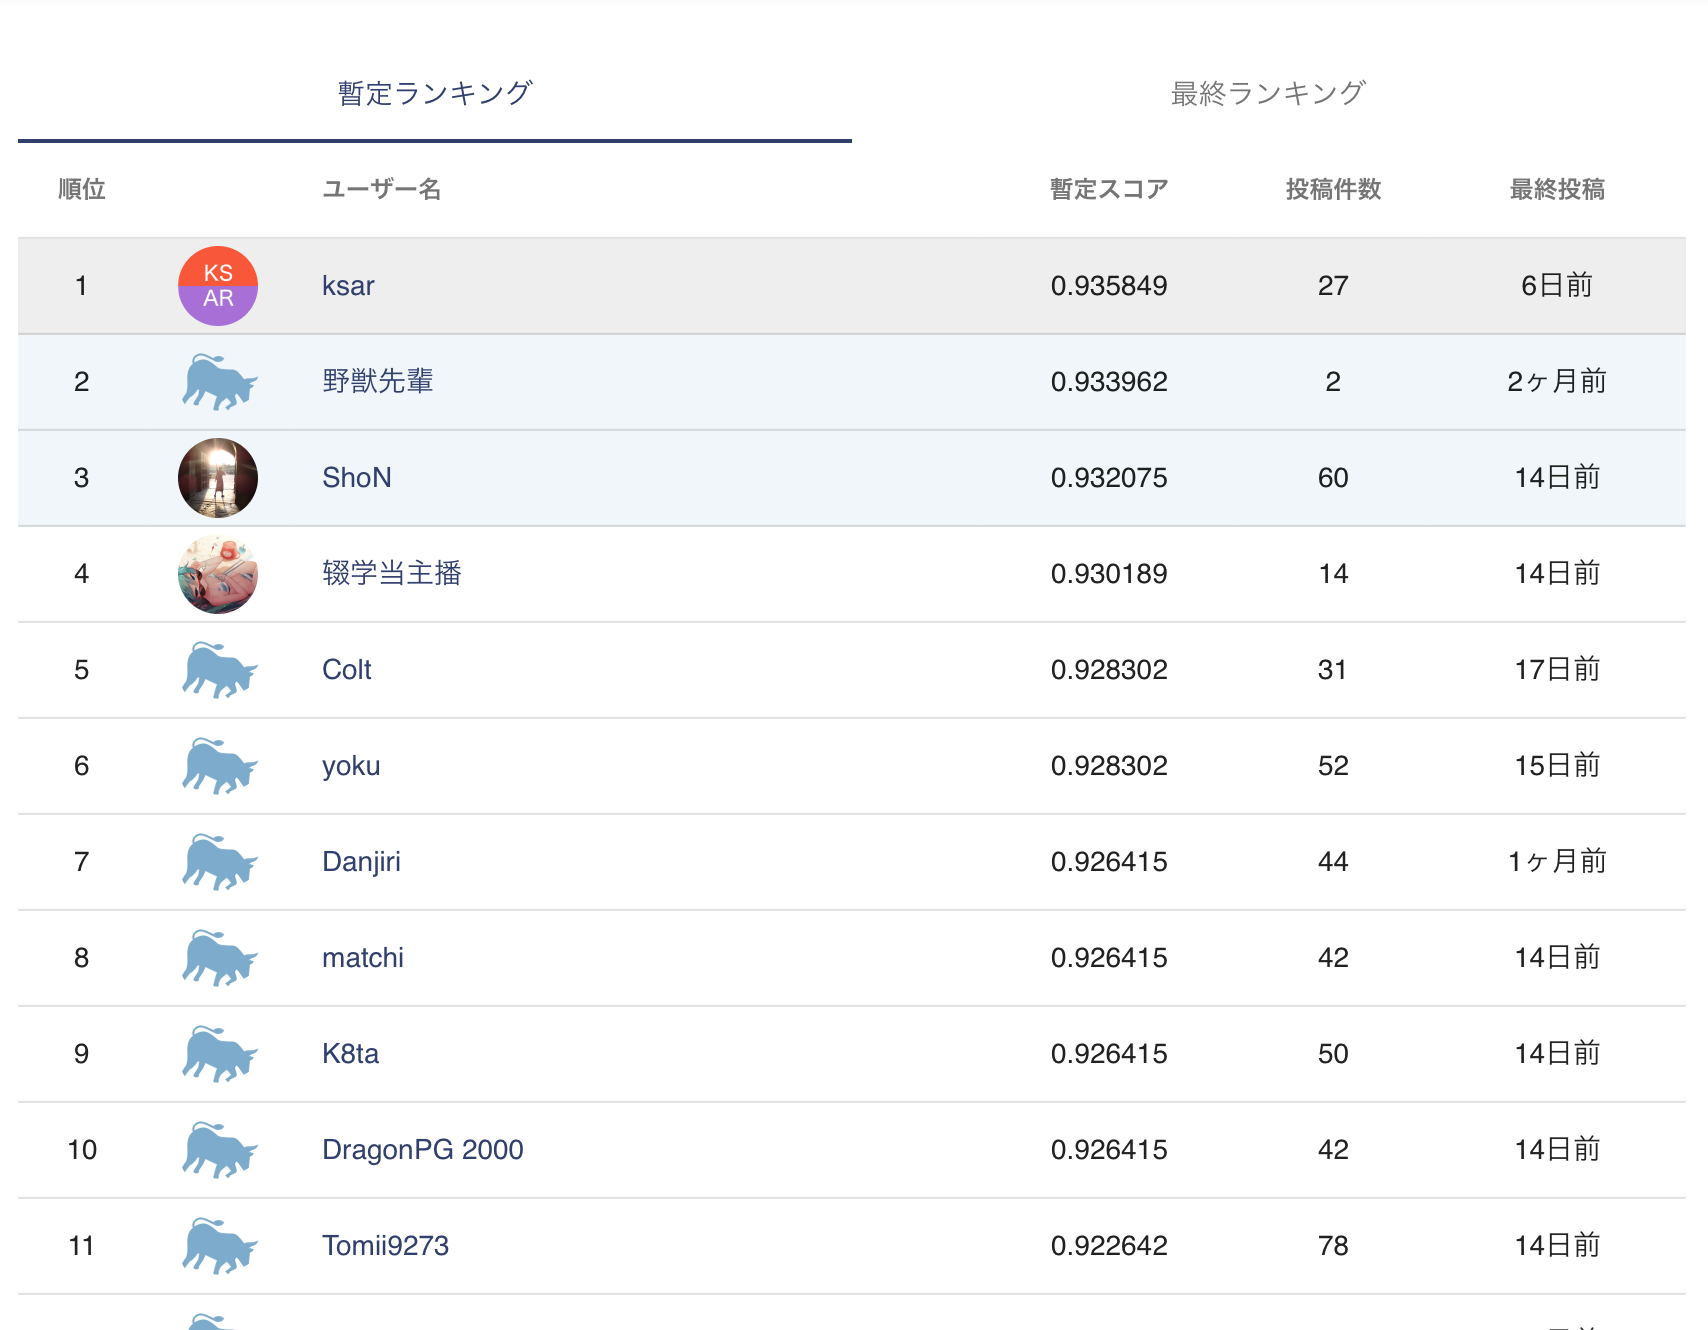 暫定ランキング 最終ランキング
順位 ユーザー名 暫定スコア 投稿件数 最終投稿
1 KS AR ksar 0.935849 27 6日前
2 野獣先輩 0.933962 2 2ヶ月前
3 ShoN 0.932075 60 14日前
4 辍学当主播 0.930189 14 14日前
5 Colt 0.928302 31 17日前
6 yoku 0.928302 52 15日前
7 Danjiri 0.926415 44 1ヶ月前
8 matchi 0.926415 42 14日前
9 K8ta 0.926415 50 14日前
10 DragonPG 2000 0.926415 42 14日前
11 Tomii9273 0.922642 78 14日前